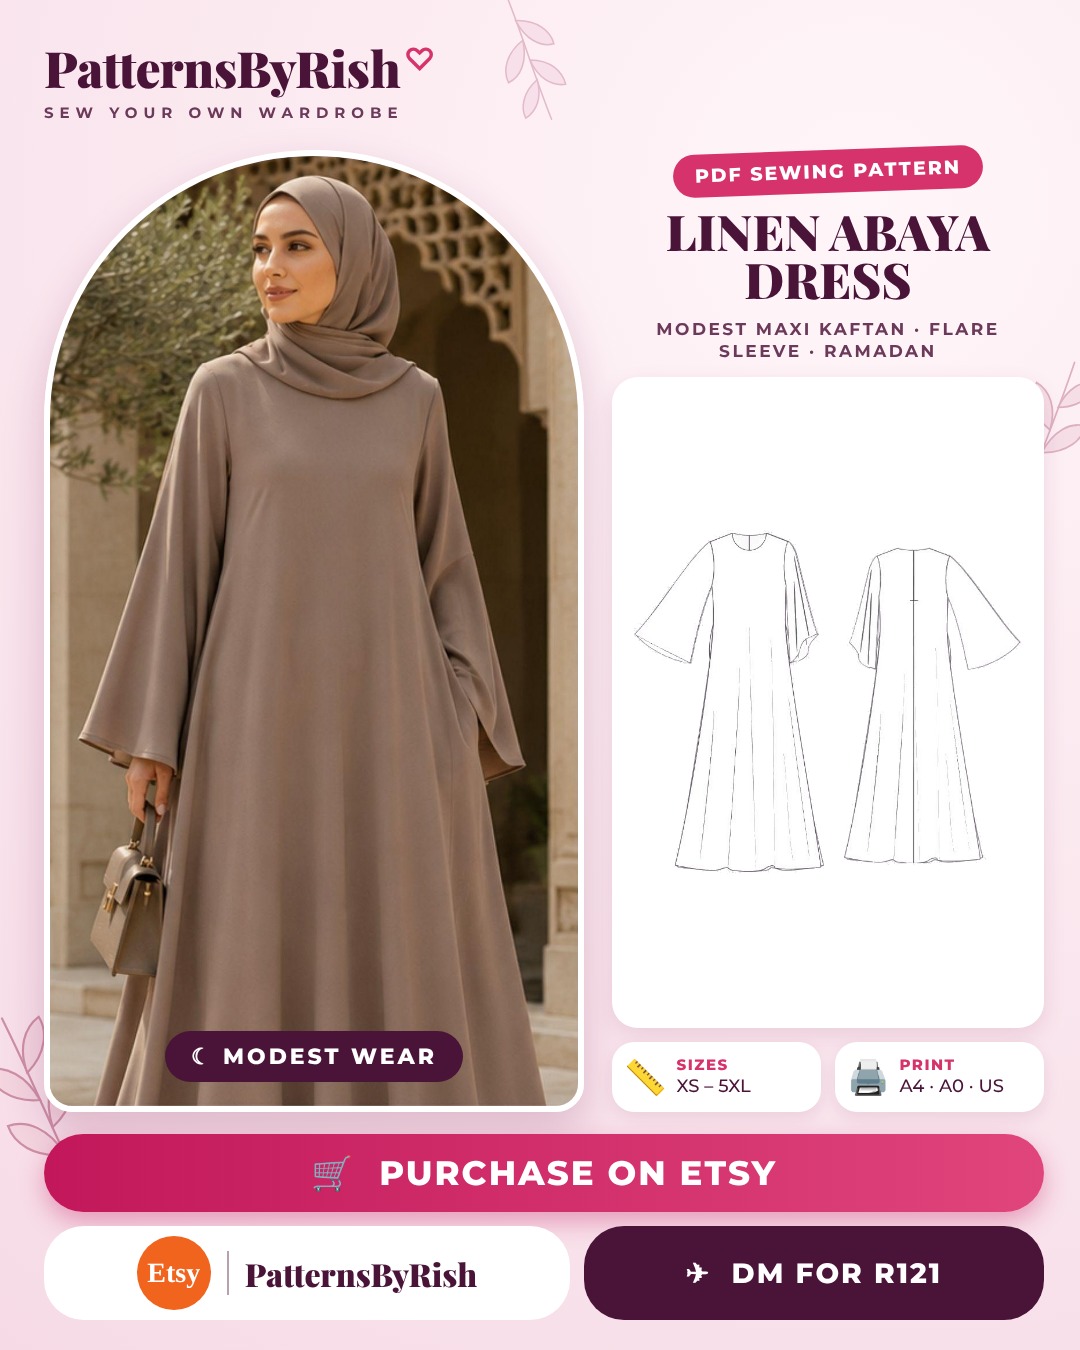 PatternsByRish
SEW YOUR OWN WARDROBE
PDF SEWING PATTERN
LINEN ABAYA
DRESS
MODEST MAXI KAFTAN · FLARE
SLEEVE · RAMADAN
MODEST WEAR
SIZES
XS – 5XL
PRINT
A4 · A0 · US
PURCHASE ON ETSY
Etsy
PatternsByRish
DM FOR R121